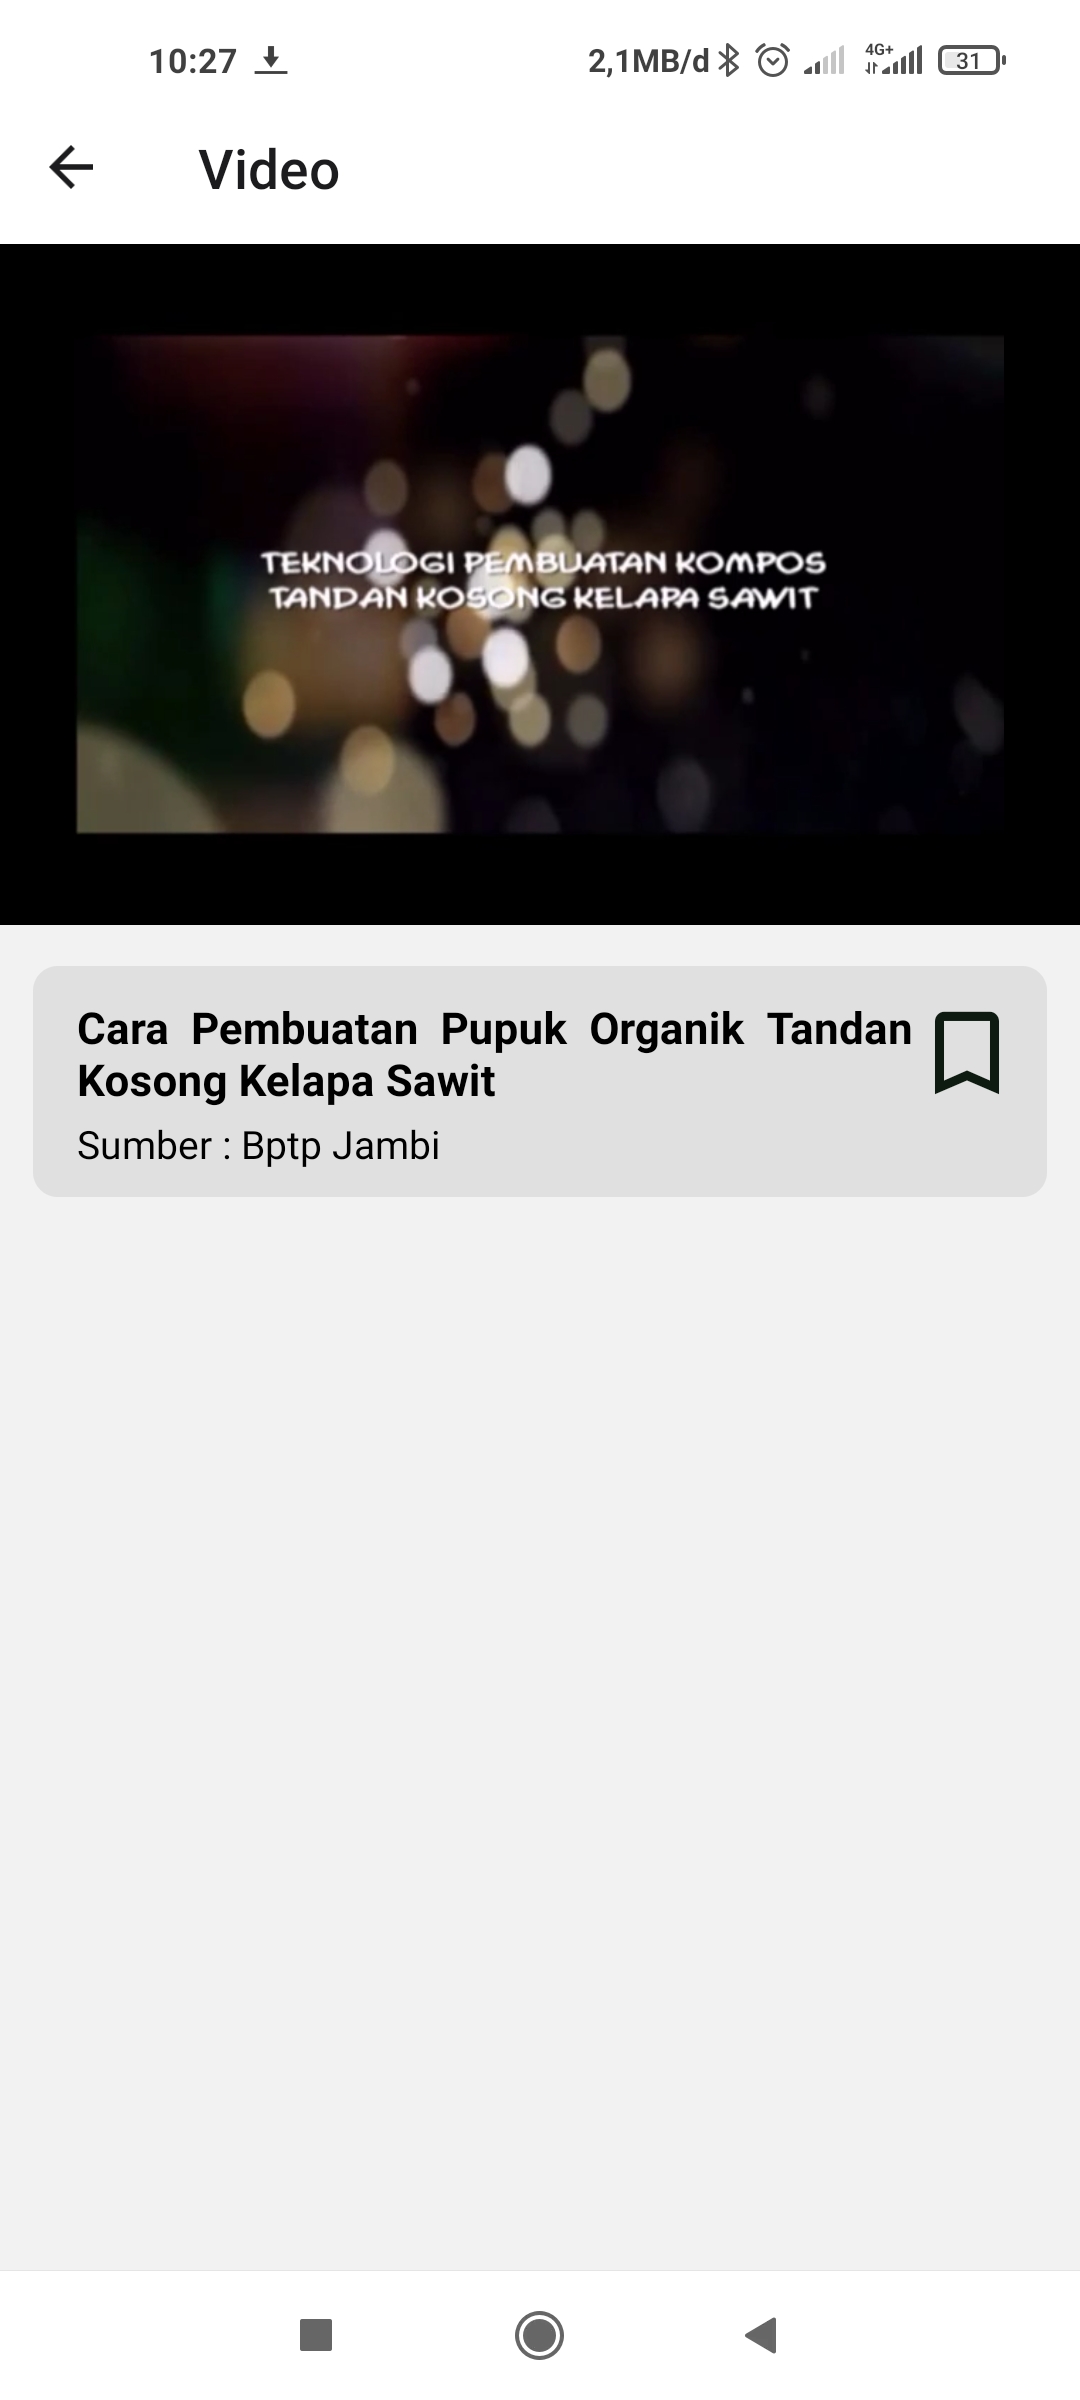 10:27
2,1MB/d
4G+
31
Video
TEKNOLOGI PEMBUATAN KOMPOS
TANDAN KOSONG KELAPA SAWIT
Cara Pembuatan Pupuk Organik Tandan
Kosong Kelapa Sawit
Sumber : Bptp Jambi